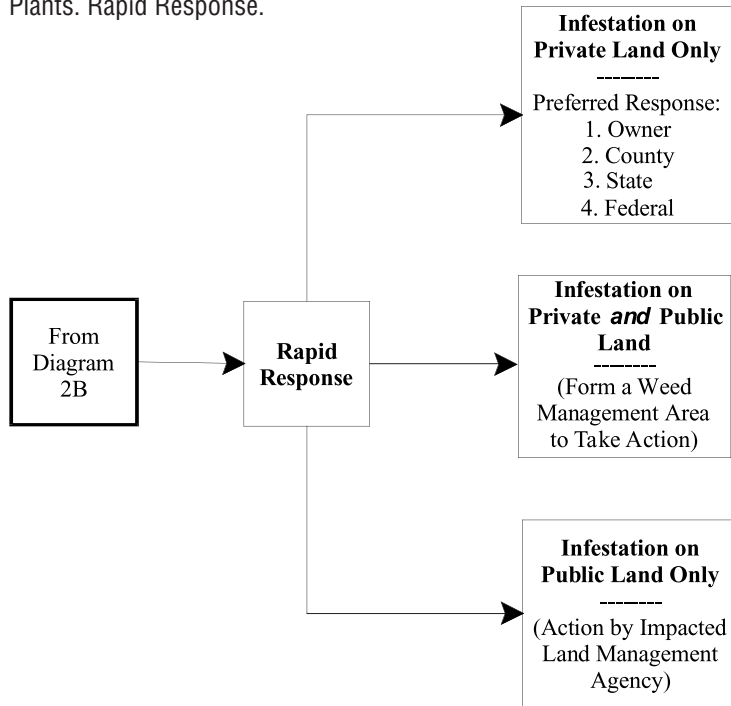 Plants. Rapid Response.
Infestation on
Private Land Only
--------
Preferred Response:
1. Owner
2. County
3. State
4. Federal
From
Diagram
2B
Rapid
Response
Infestation on
Private and Public
Land
--------
(Form a Weed
Management Area
to Take Action)
Infestation on
Public Land Only
--------
(Action by Impacted
Land Management
Agency)